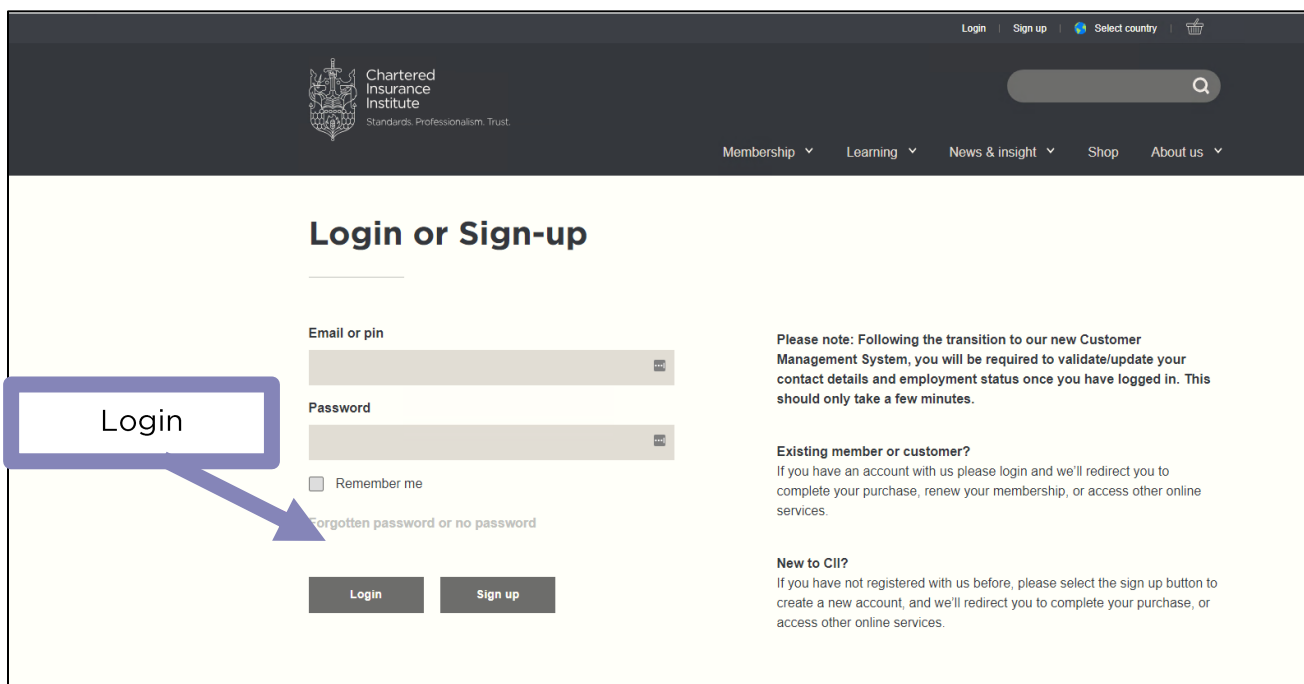 Login | Sign up | Select country |
Chartered
Insurance
Institute
Standards. Professionalism. Trust.
Membership Learning News & insight Shop About us
Login or Sign-up
Email or pin
Password
Remember me
Forgotten password or no password
Login Sign up
Login
Please note: Following the transition to our new Customer
Management System, you will be required to validate/update your
contact details and employment status once you have logged in. This
should only take a few minutes.
Existing member or customer?
If you have an account with us please login and we'll redirect you to
complete your purchase, renew your membership, or access other online
services.
New to CII?
If you have not registered with us before, please select the sign up button to
create a new account, and we'll redirect you to complete your purchase, or
access other online services.